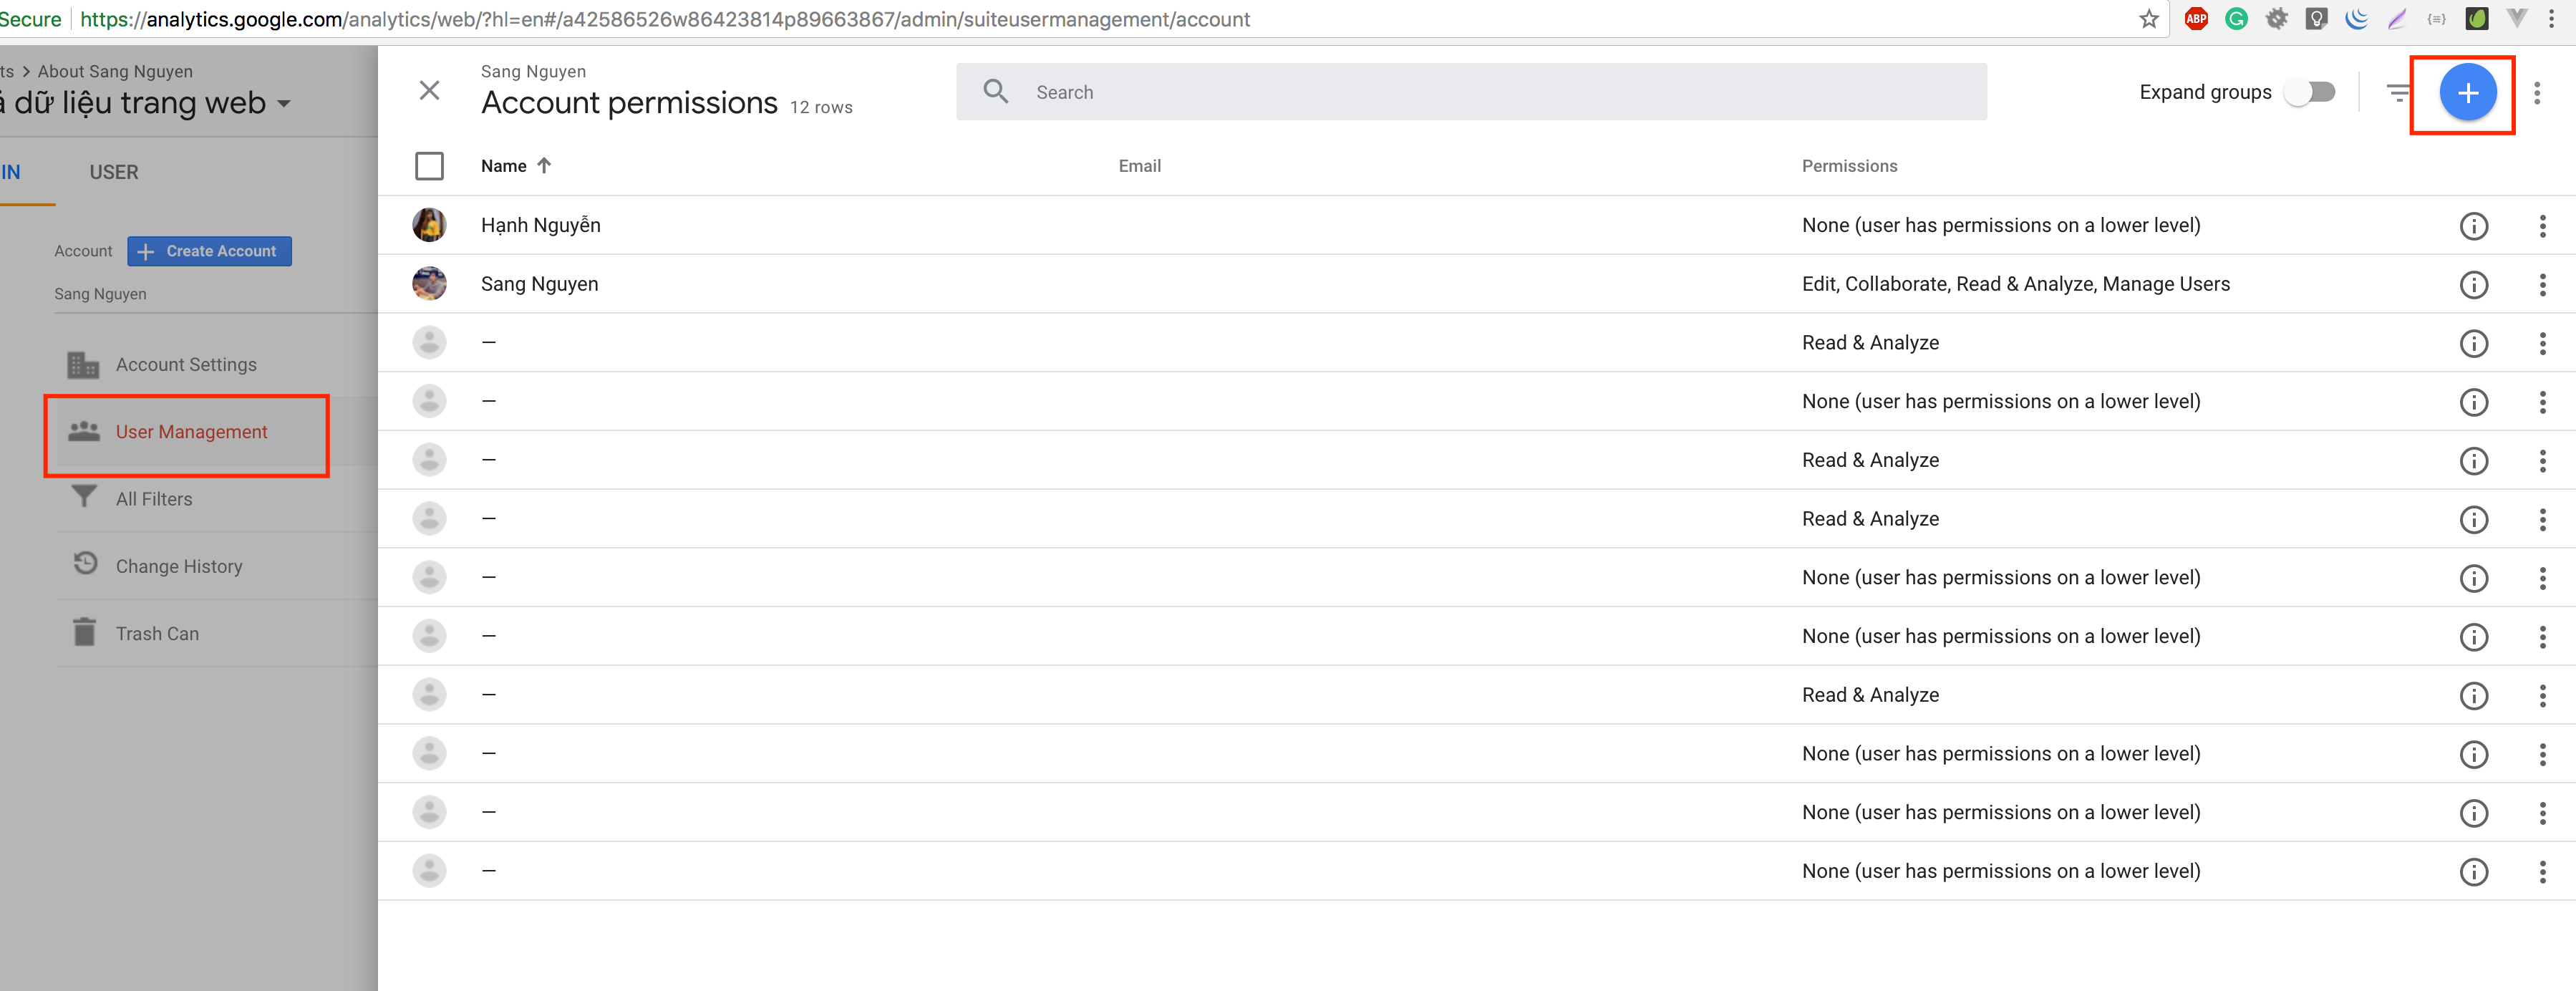 Secure https://analytics.google.com/analytics/web/?hl=en#/a42586526w86423814p89663867/admin/suiteusermanagement/account
ABP
ts > About Sang Nguyen
dữ liệu trang web
IN USER
Account + Create Account
Sang Nguyen
Account Settings
User Management
All Filters
Change History
Trash Can
Sang Nguyen
Account permissions 12 rows
Search
Expand groups
Name Email Permissions
Hạnh Nguyễn None (user has permissions on a lower level)
Sang Nguyen Edit, Collaborate, Read & Analyze, Manage Users
— Read & Analyze
— None (user has permissions on a lower level)
— Read & Analyze
— Read & Analyze
— None (user has permissions on a lower level)
— None (user has permissions on a lower level)
— Read & Analyze
— None (user has permissions on a lower level)
— None (user has permissions on a lower level)
— None (user has permissions on a lower level)